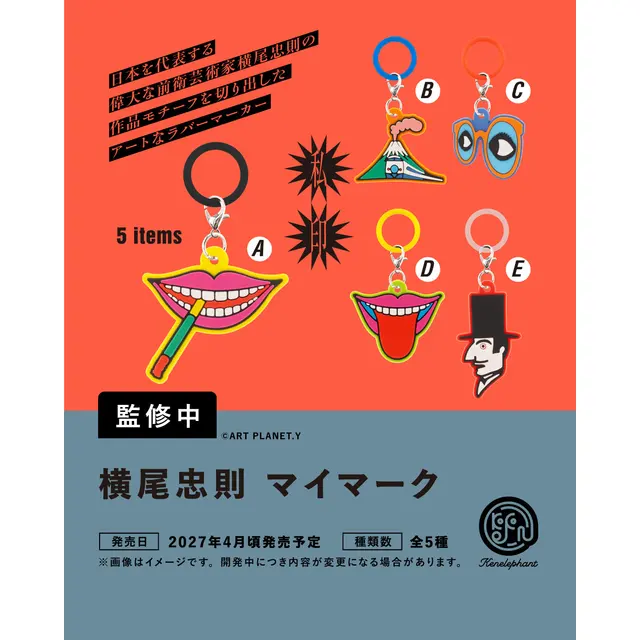 日本を代表する
偉大な前衛芸術家横尾忠則の
作品モチーフを切り出した
アートなラバーマーカー
私印
5 items
A
B
C
D
E
監修中
©ART PLANET.Y
横尾忠則 マイマーク
発売日 2027年4月頃発売予定 種類数 全5種
※画像はイメージです。開発中につき内容が変更になる場合があります。
Kenelephant